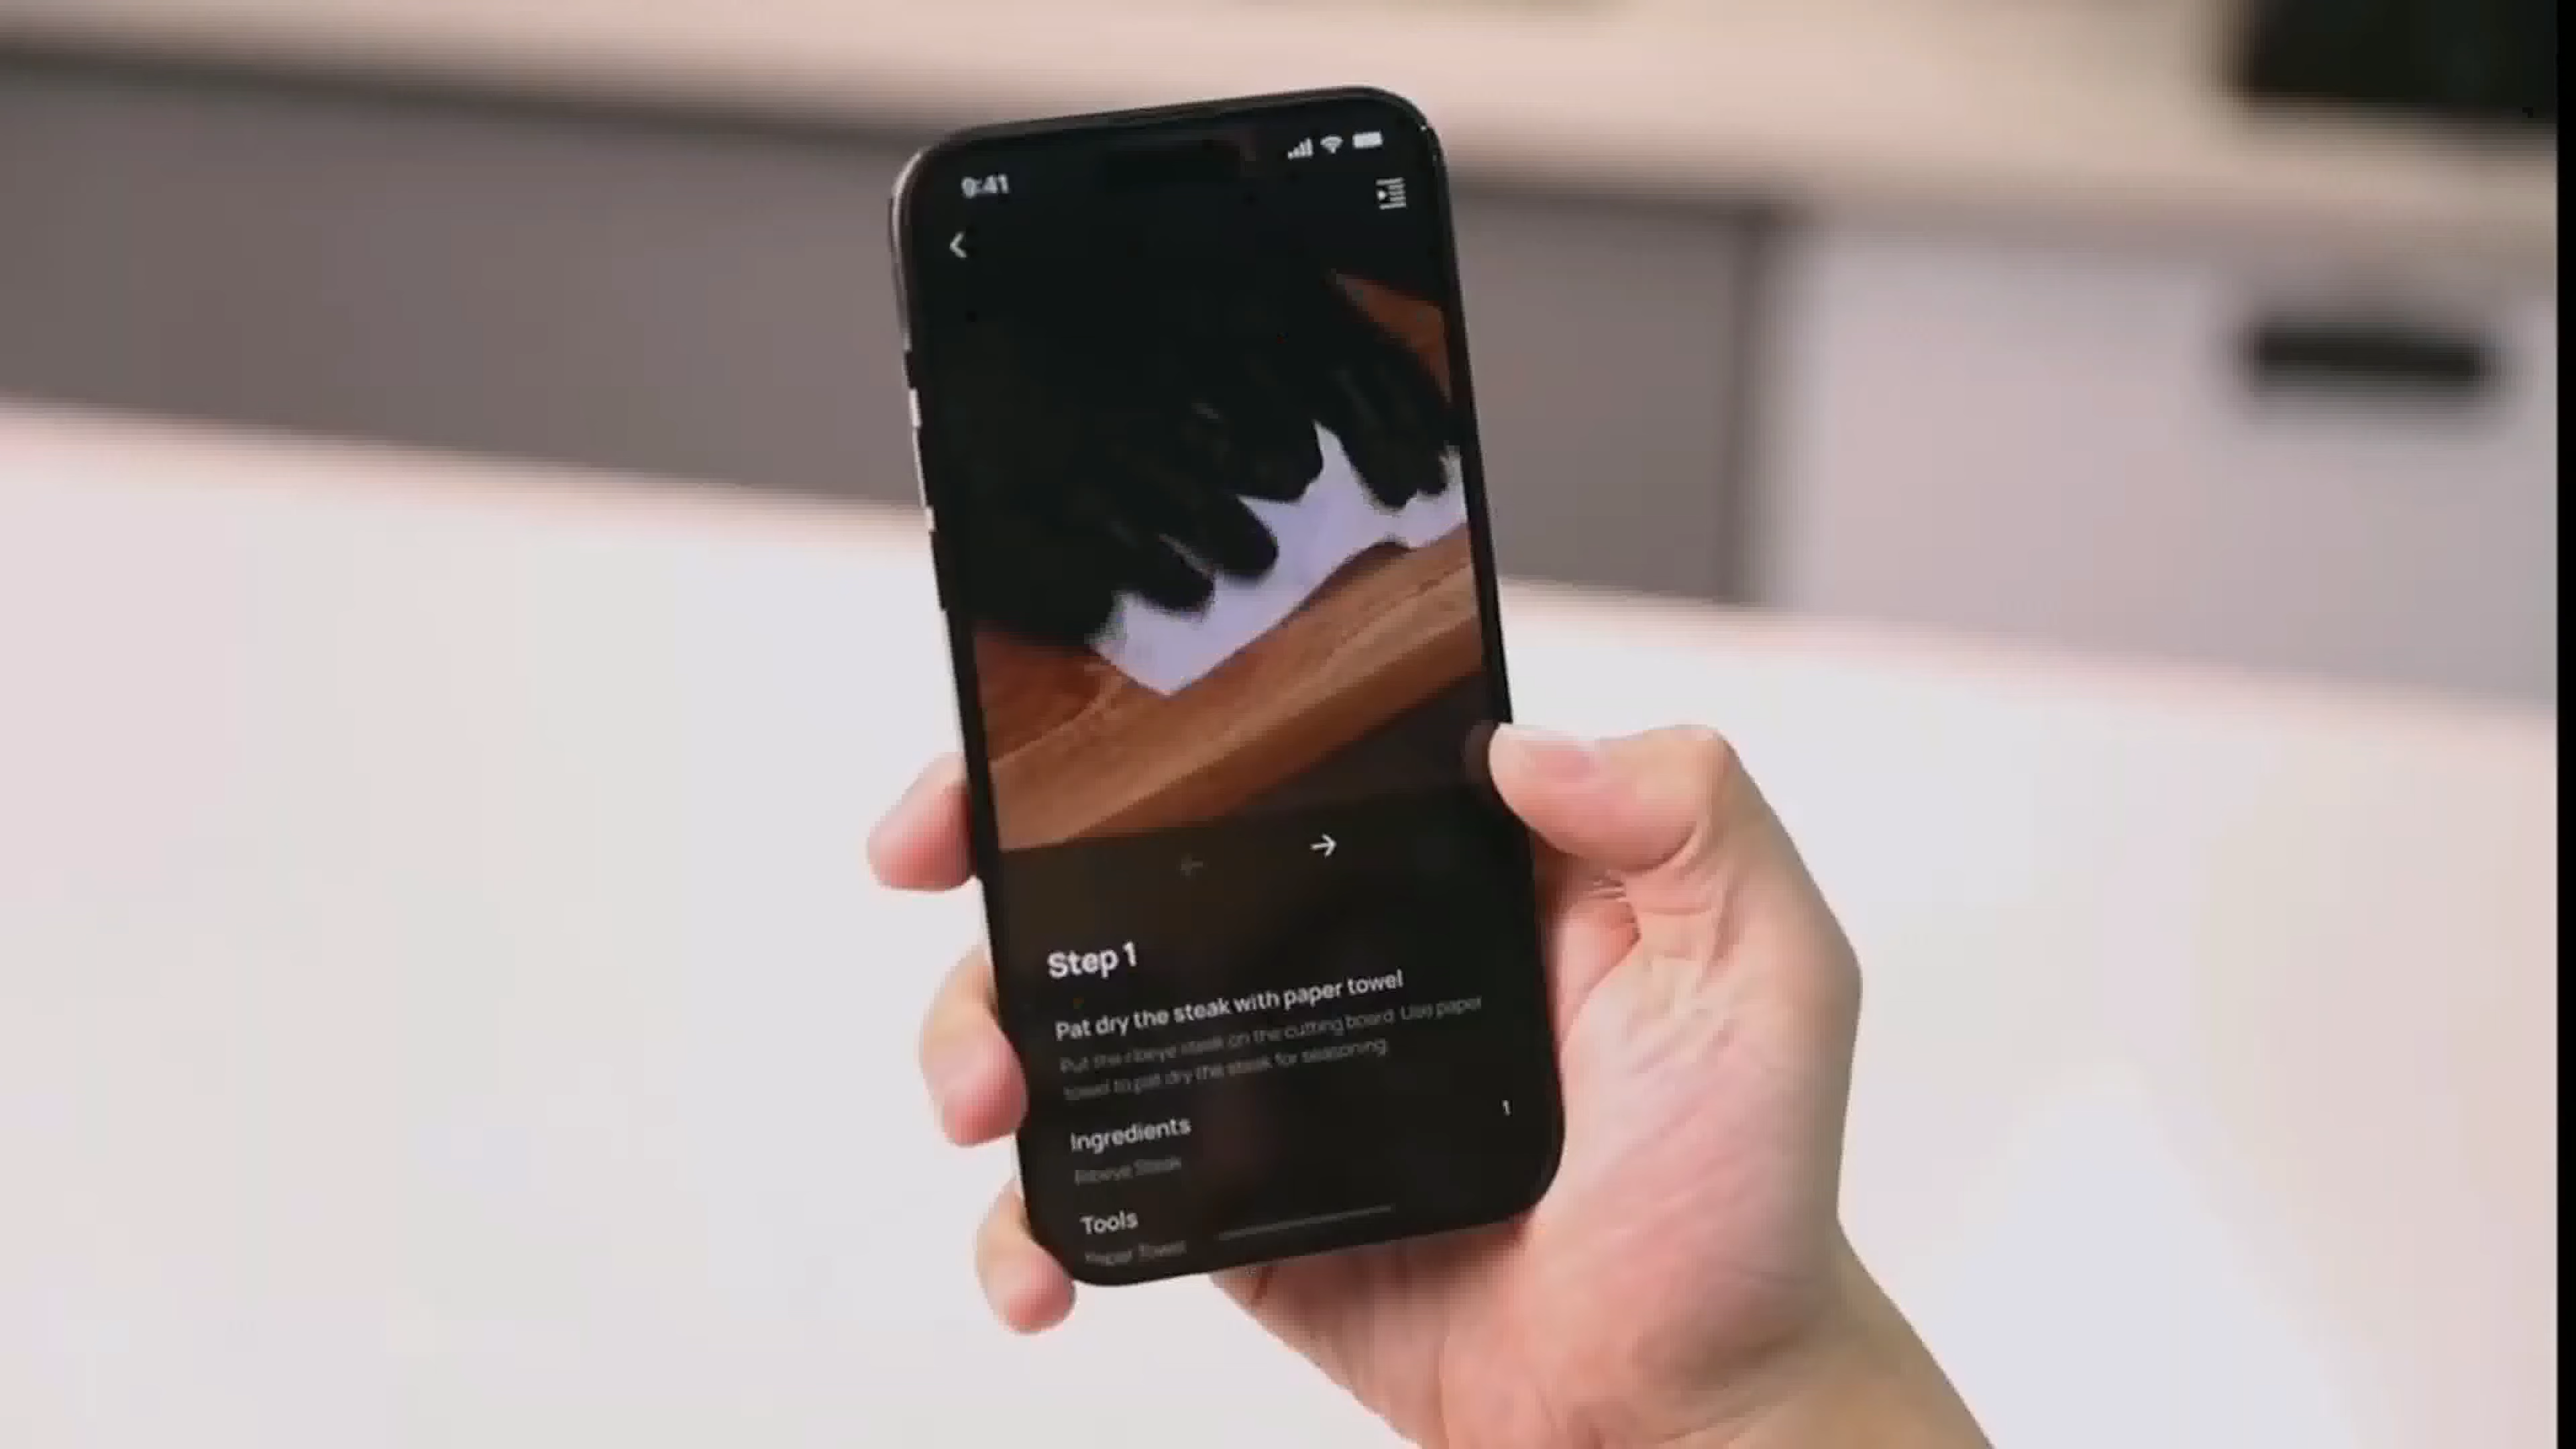 9:41
Step 1
Pat dry the steak with paper towel
Put the ribeye steak on the cutting board. Use paper
towel to pat dry the steak for seasoning.
Ingredients
1
Ribeye Steak
Tools
Paper Towel